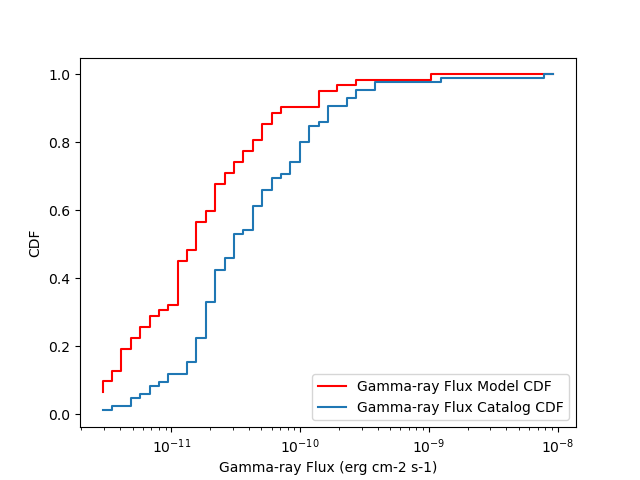 1.0
0.8
0.6
0.4
0.2
0.0
CDF
10⁻¹¹
10⁻¹⁰
10⁻⁹
10⁻⁸
Gamma-ray Flux (erg cm-2 s-1)
Gamma-ray Flux Model CDF
Gamma-ray Flux Catalog CDF